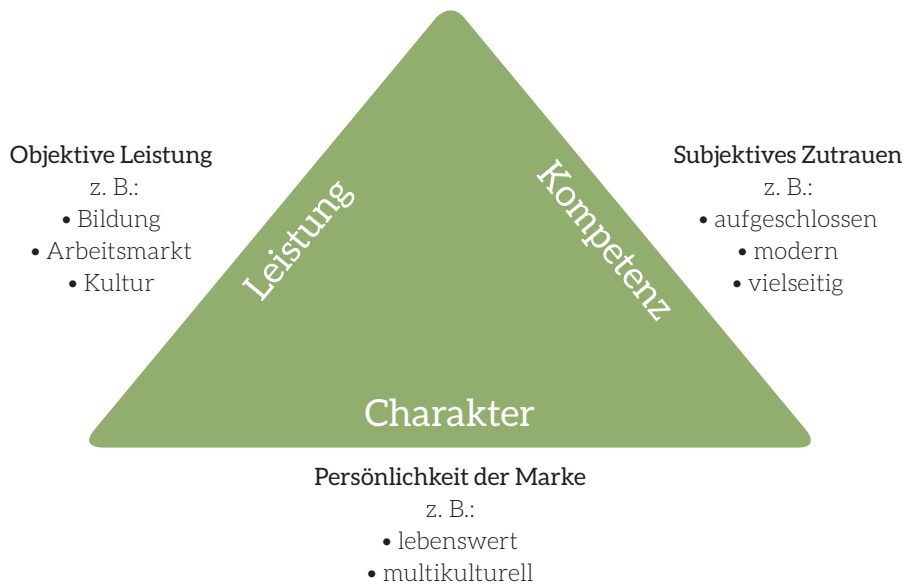 Objektive Leistung
z. B.:
• Bildung
• Arbeitsmarkt
• Kultur
Leistung
Kompetenz
Subjektives Zutrauen
z. B.:
• aufgeschlossen
• modern
• vielseitig
Charakter
Persönlichkeit der Marke
z. B.:
• lebenswert
• multikulturell